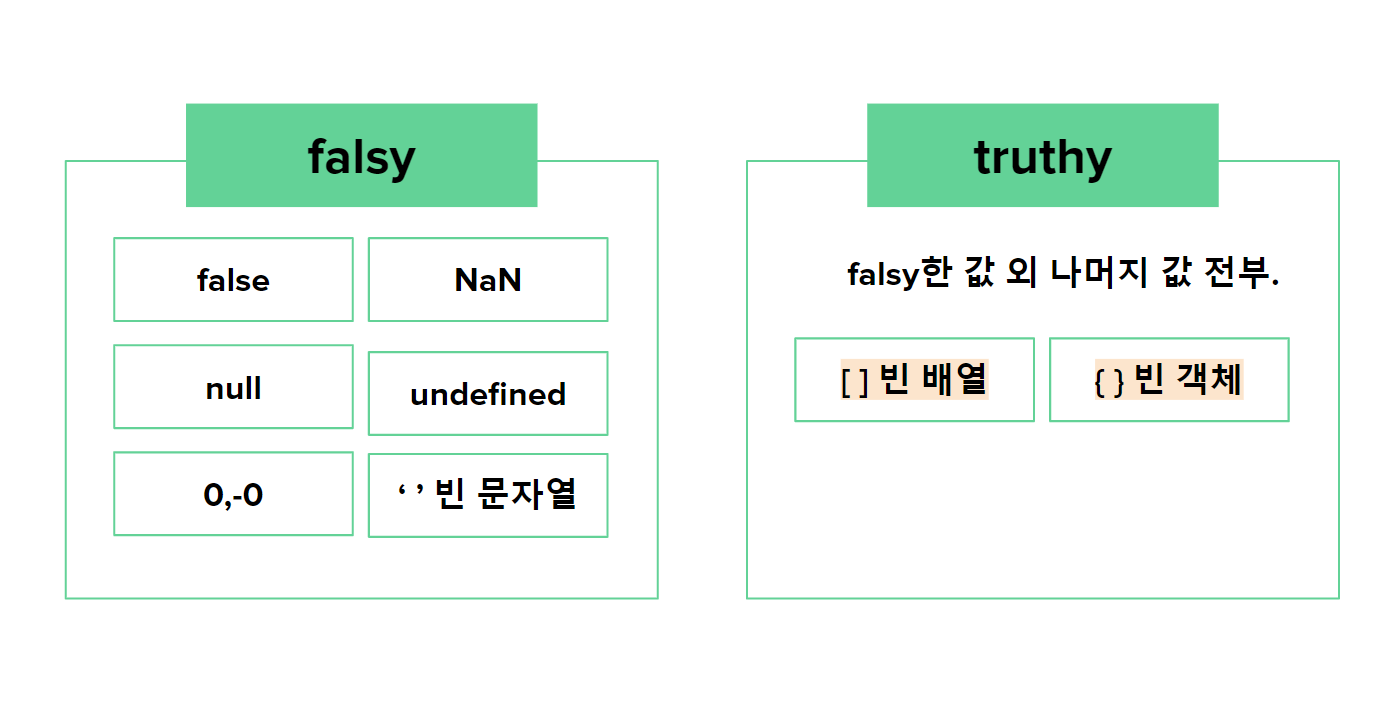 falsy
false
NaN
null
undefined
0,-0
‘ ’ 빈 문자열
truthy
falsy한 값 외 나머지 값 전부.
[ ] 빈 배열
{ } 빈 객체